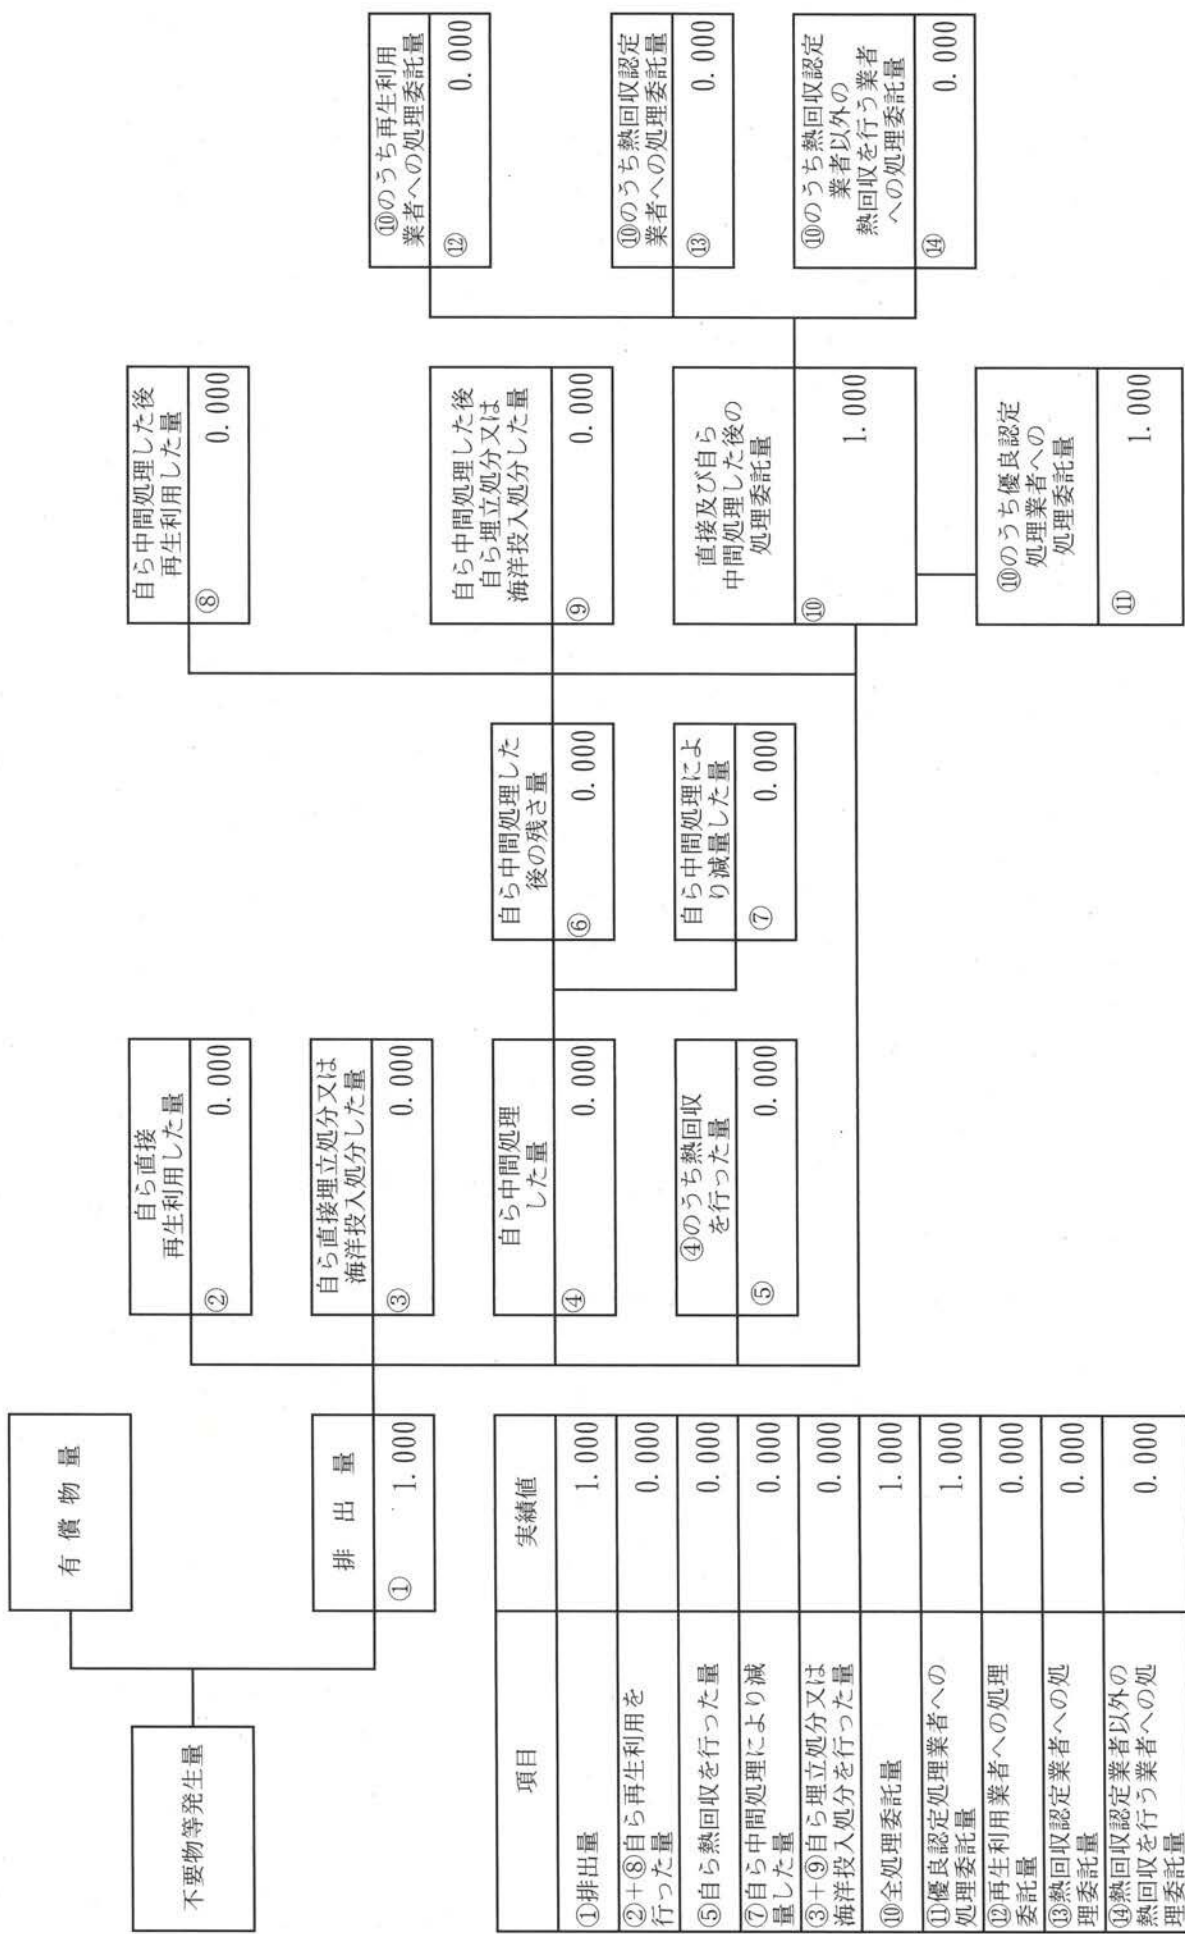 不要物等発生量
有償物量
排出量
① 1.000
自ら直接
再生利用した量
② 0.000
自ら直接埋立処分又は
海洋投入処分した量
③ 0.000
自ら中間処理
した量
④ 0.000
④のうち熱回収
を行った量
⑤ 0.000
自ら中間処理した
後の残さ量
⑥ 0.000
自ら中間処理によ
り減量した量
⑦ 0.000
自ら中間処理した後
再生利用した量
⑧ 0.000
自ら中間処理した後
自ら埋立処分又は
海洋投入処分した量
⑨ 0.000
直接及び自ら
中間処理した後の
処理委託量
⑩ 1.000
⑩のうち優良認定
処理業者への
処理委託量
⑪ 1.000
⑩のうち再生利用
業者への処理委託量
⑫ 0.000
⑩のうち熱回収認定
業者への処理委託量
⑬ 0.000
⑩のうち熱回収認定
業者以外の
熱回収を行う業者
への処理委託量
⑭ 0.000
項目 実績値
①排出量 1.000
②+⑧自ら再生利用を
行った量 0.000
⑤自ら熱回収を行った量 0.000
⑦自ら中間処理により減
量した量 0.000
③+⑨自ら埋立処分又は
海洋投入処分を行った量 0.000
⑩全処理委託量 1.000
⑪優良認定処理業者への
処理委託量 1.000
⑫再生利用業者への処理
委託量 0.000
⑬熱回収認定業者への処
理委託量 0.000
⑭熱回収認定業者以外の
熱回収を行う業者への処
理委託量 0.000